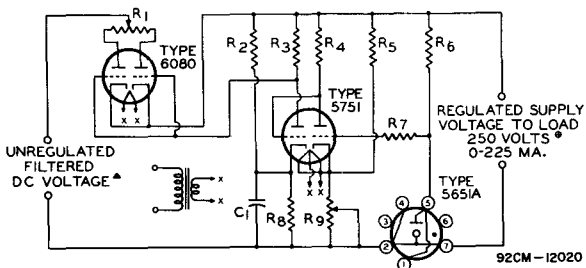 R1
TYPE
6080
R2
R3
R4
R5
R6
TYPE
5751
R7
UNREGULATED
FILTERED
DC VOLTAGE▲
REGULATED SUPPLY
VOLTAGE TO LOAD
250 VOLTS ⊕
0-225 MA.
X X
X
X
X X
C1
R8
R9
TYPE
5651A
4 5
3 6
2 7
1
92CM-12020